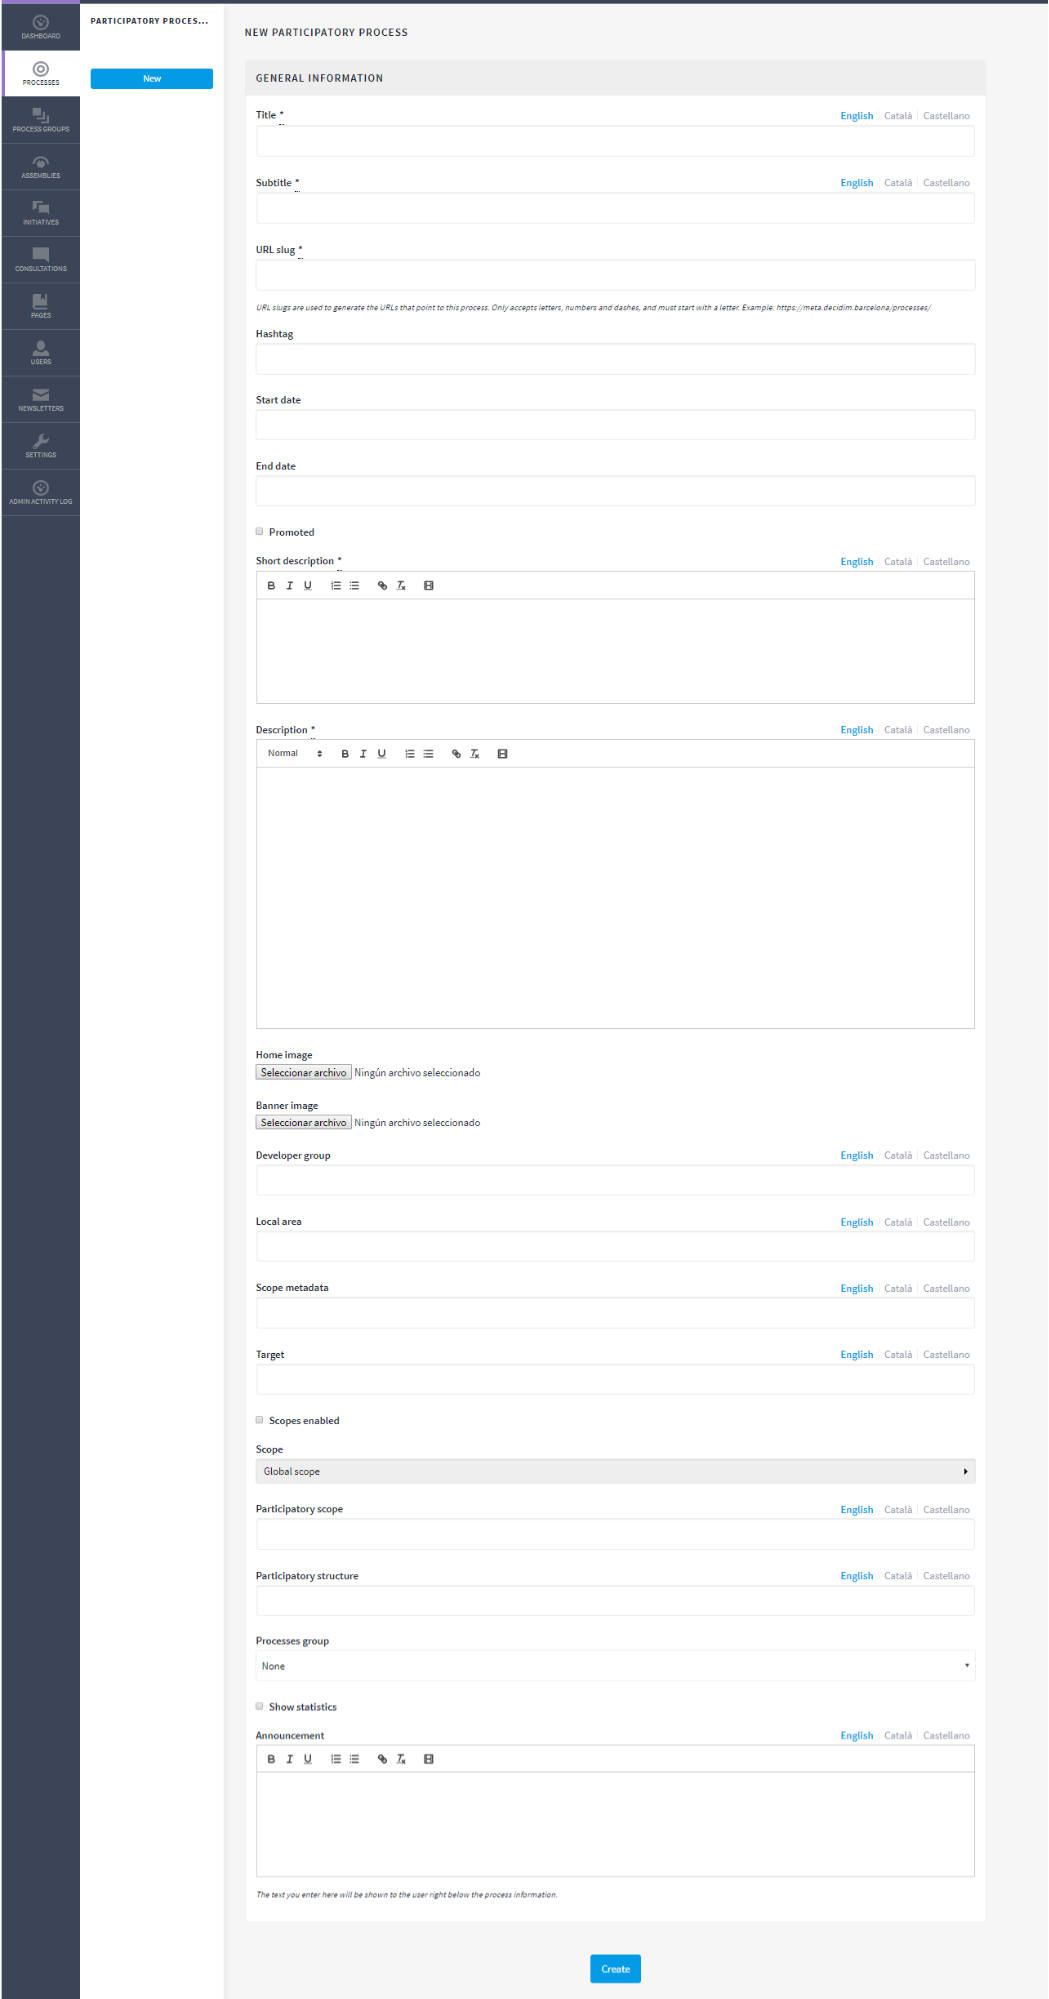 DASHBOARD
PROCESSES
PROCESS GROUPS
ASSEMBLIES
INITIATIVES
CONSULTATIONS
PAGES
USERS
NEWSLETTERS
SETTINGS
ADMIN ACTIVITY LOG
PARTICIPATORY PROCES...
New
NEW PARTICIPATORY PROCESS
GENERAL INFORMATION
Title * English Català Castellano
Subtitle * English Català Castellano
URL slug *
URL slugs are used to generate the URLs that point to this process. Only accepts letters, numbers and dashes, and must start with a letter. Example: https://meta.decidim.barcelona/processes/
Hashtag
Start date
End date
Promoted
Short description * English Català Castellano
B I U
Description * English Català Castellano
Normal B I U
Home image
Seleccionar archivo Ningún archivo seleccionado
Banner image
Seleccionar archivo Ningún archivo seleccionado
Developer group English Català Castellano
Local area English Català Castellano
Scope metadata English Català Castellano
Target English Català Castellano
Scopes enabled
Scope
Global scope
Participatory scope English Català Castellano
Participatory structure English Català Castellano
Processes group
None
Show statistics
Announcement English Català Castellano
B I U
The text you enter here will be shown to the user right below the process information.
Create